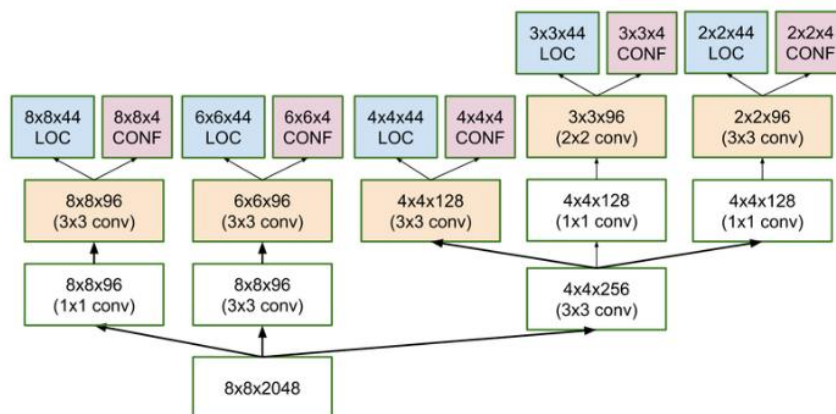 3x3x44
LOC
3x3x4
CONF
2x2x44
LOC
2x2x4
CONF
8x8x44
LOC
8x8x4
CONF
6x6x44
LOC
6x6x4
CONF
4x4x44
LOC
4x4x4
CONF
3x3x96
(2x2 conv)
2x2x96
(3x3 conv)
8x8x96
(3x3 conv)
6x6x96
(3x3 conv)
4x4x128
(3x3 conv)
4x4x128
(1x1 conv)
4x4x128
(1x1 conv)
8x8x96
(1x1 conv)
8x8x96
(3x3 conv)
4x4x256
(3x3 conv)
8x8x2048